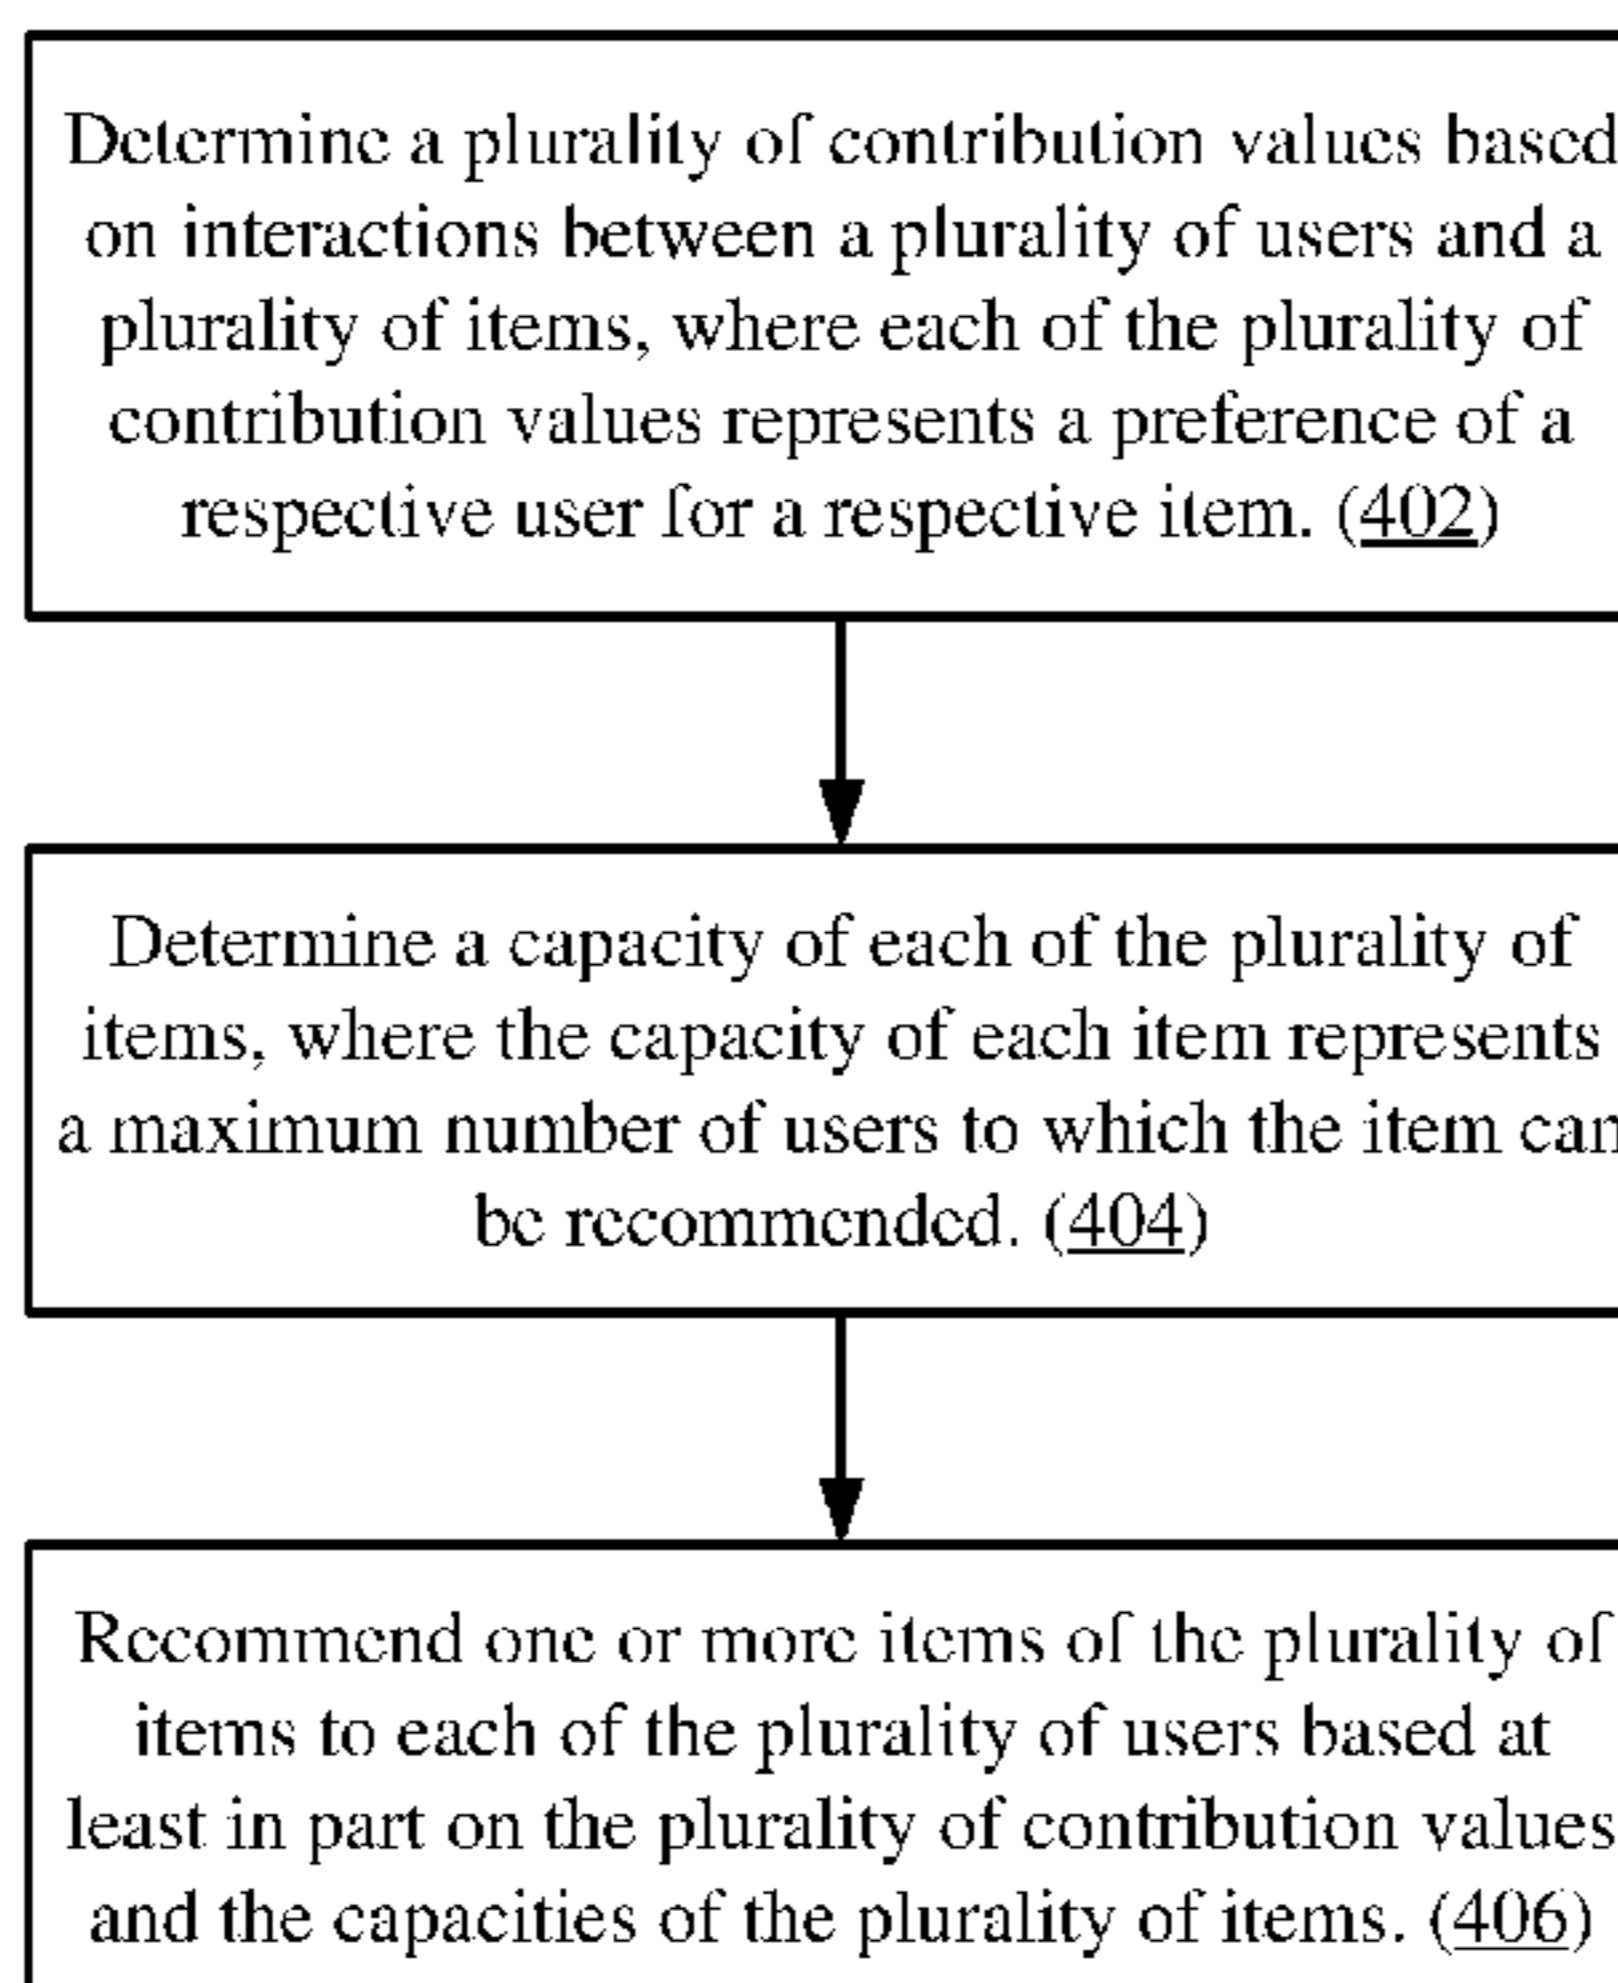 Determine a plurality of contribution values based
on interactions between a plurality of users and a
plurality of items, where each of the plurality of
contribution values represents a preference of a
respective user for a respective item. (402)
Determine a capacity of each of the plurality of
items, where the capacity of each item represents
a maximum number of users to which the item can
be recommended. (404)
Recommend one or more items of the plurality of
items to each of the plurality of users based at
least in part on the plurality of contribution values
and the capacities of the plurality of items. (406)